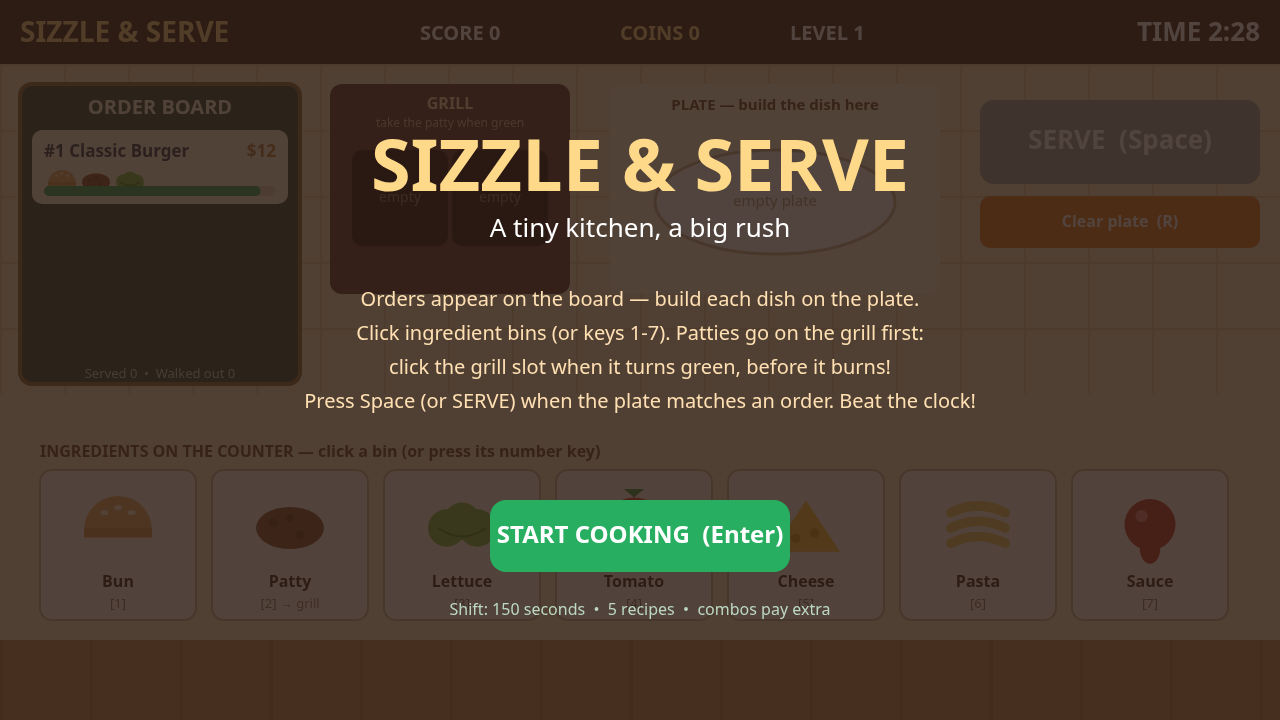 SIZZLE & SERVE
SCORE 0
COINS 0
LEVEL 1
TIME 2:28
ORDER BOARD
#1 Classic Burger
$12
Served 0 • Walked out 0
GRILL
take the patty when green
empty
empty
PLATE — build the dish here
empty plate
SERVE (Space)
Clear plate (R)
SIZZLE & SERVE
A tiny kitchen, a big rush
Orders appear on the board — build each dish on the plate.
Click ingredient bins (or keys 1-7). Patties go on the grill first:
click the grill slot when it turns green, before it burns!
Press Space (or SERVE) when the plate matches an order. Beat the clock!
INGREDIENTS ON THE COUNTER — click a bin (or press its number key)
START COOKING (Enter)
Bun
[1]
Patty
[2] → grill
Lettuce
[3]
Tomato
[4]
Cheese
[5]
Pasta
[6]
Sauce
[7]
Shift: 150 seconds • 5 recipes • combos pay extra